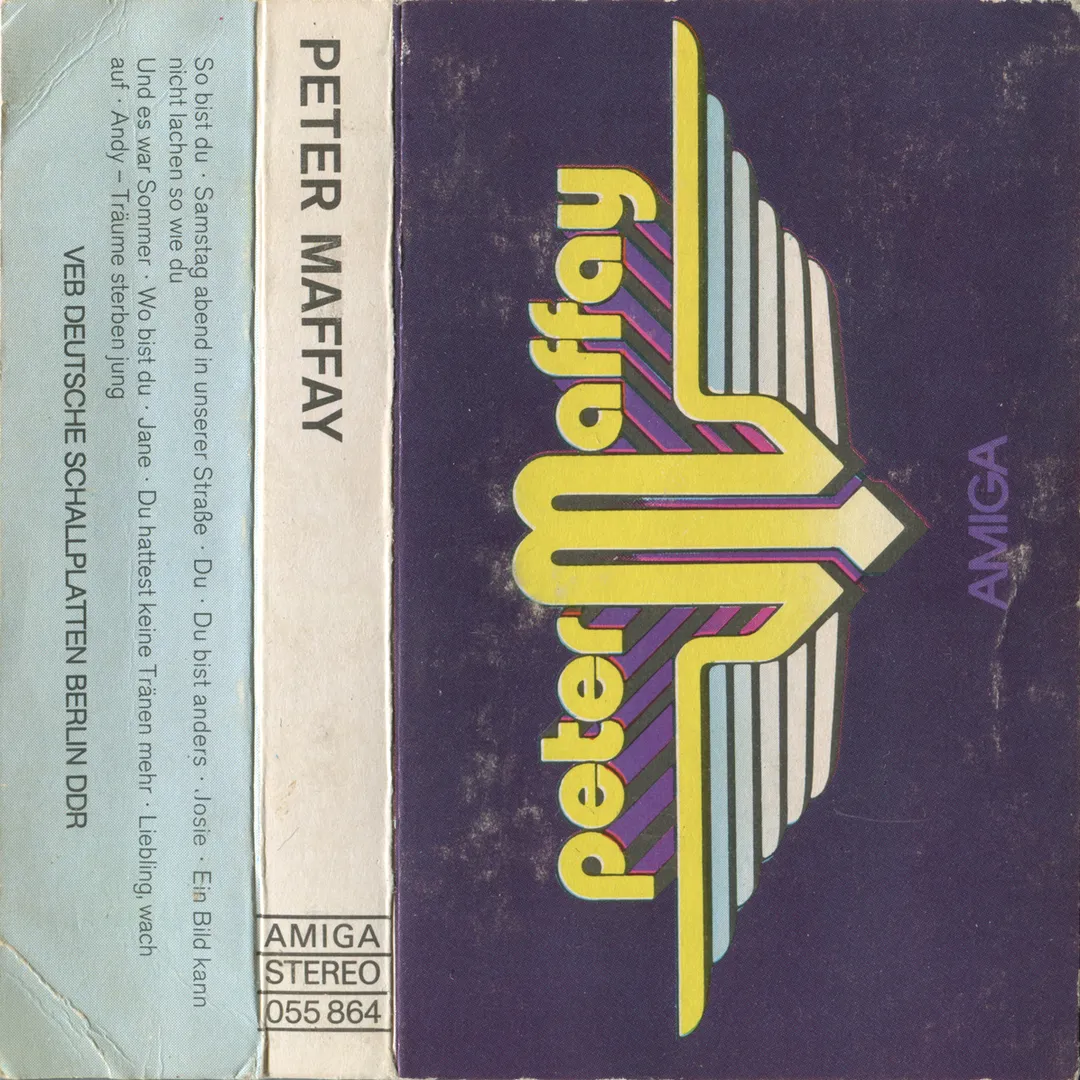 So bist du · Samstag abend in unserer Straße · Du · Du bist anders · Josie · Ein Bild kann
nicht lachen so wie du
Und es war Sommer · Wo bist du · Jane · Du hattest keine Tränen mehr · Liebling, wach
auf · Andy – Träume sterben jung
VEB DEUTSCHE SCHALLPLATTEN BERLIN DDR
PETER MAFFAY
AMIGA
STEREO
055 864
peter Maffay
AMIGA